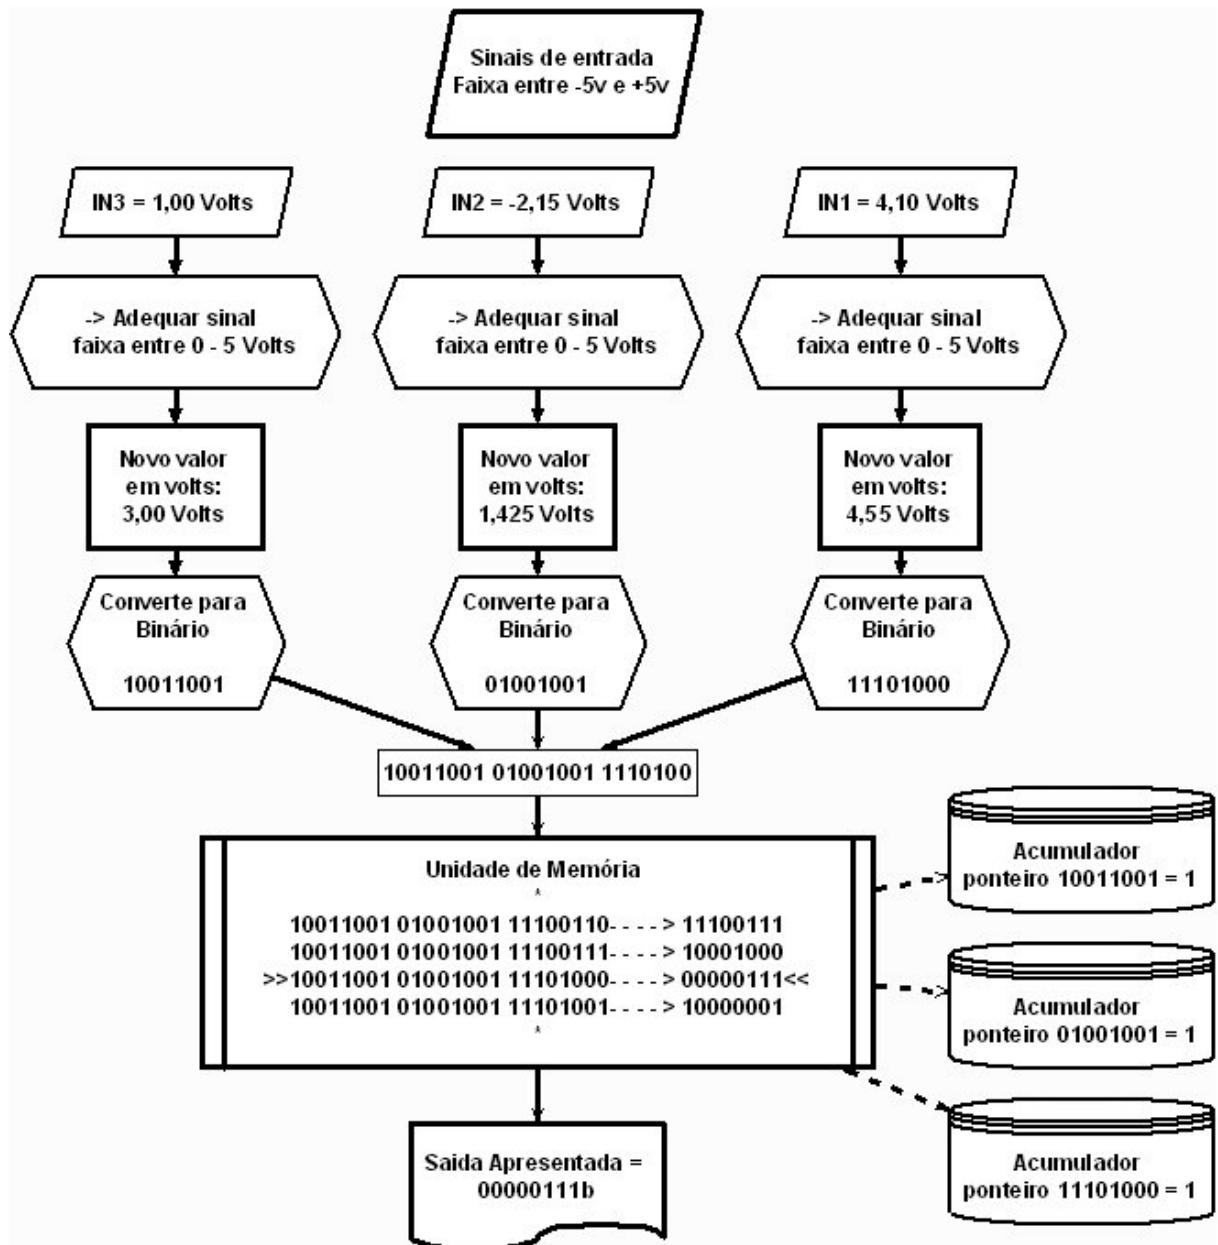 Sinais de entrada
Faixa entre -5v e +5v
IN3 = 1,00 Volts
IN2 = -2,15 Volts
IN1 = 4,10 Volts
-> Adequar sinal
faixa entre 0 - 5 Volts
-> Adequar sinal
faixa entre 0 - 5 Volts
-> Adequar sinal
faixa entre 0 - 5 Volts
Novo valor
em volts:
3,00 Volts
Novo valor
em volts:
1,425 Volts
Novo valor
em volts:
4,55 Volts
Converte para
Binário
10011001
Converte para
Binário
01001001
Converte para
Binário
11101000
10011001 01001001 1110100
Unidade de Memória
*
10011001 01001001 11100110- - - - > 11100111
10011001 01001001 11100111- - - - > 10001000
>>10011001 01001001 11101000- - - - > 00000111<<
10011001 01001001 11101001- - - - > 10000001
*
Acumulador
ponteiro 10011001 = 1
Acumulador
ponteiro 01001001 = 1
Acumulador
ponteiro 11101000 = 1
Saida Apresentada =
00000111b